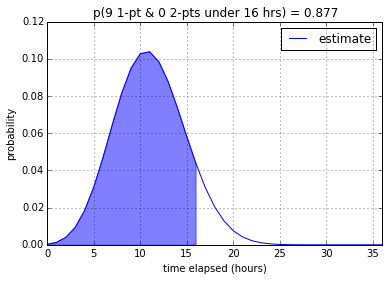 p(9 1-pt & 0 2-pts under 16 hrs) = 0.877
0.12
estimate
0.10
0.08
probability
0.06
0.04
0.02
0.00
0 5 10 15 20 25 30 35
time elapsed (hours)